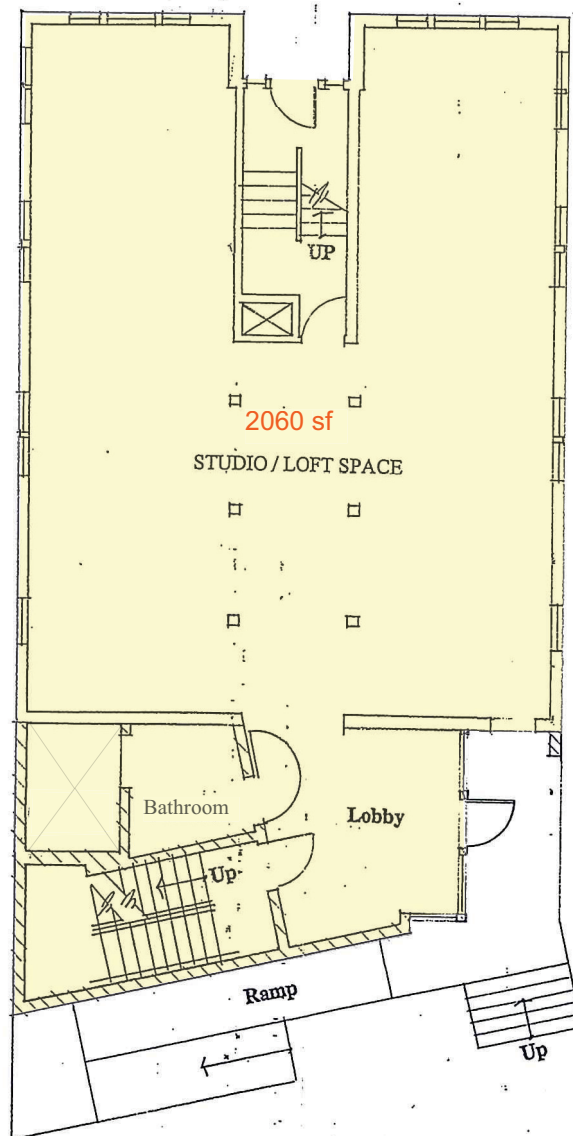 UP
2060 sf
STUDIO / LOFT SPACE
Bathroom
Lobby
Up
Ramp
Up